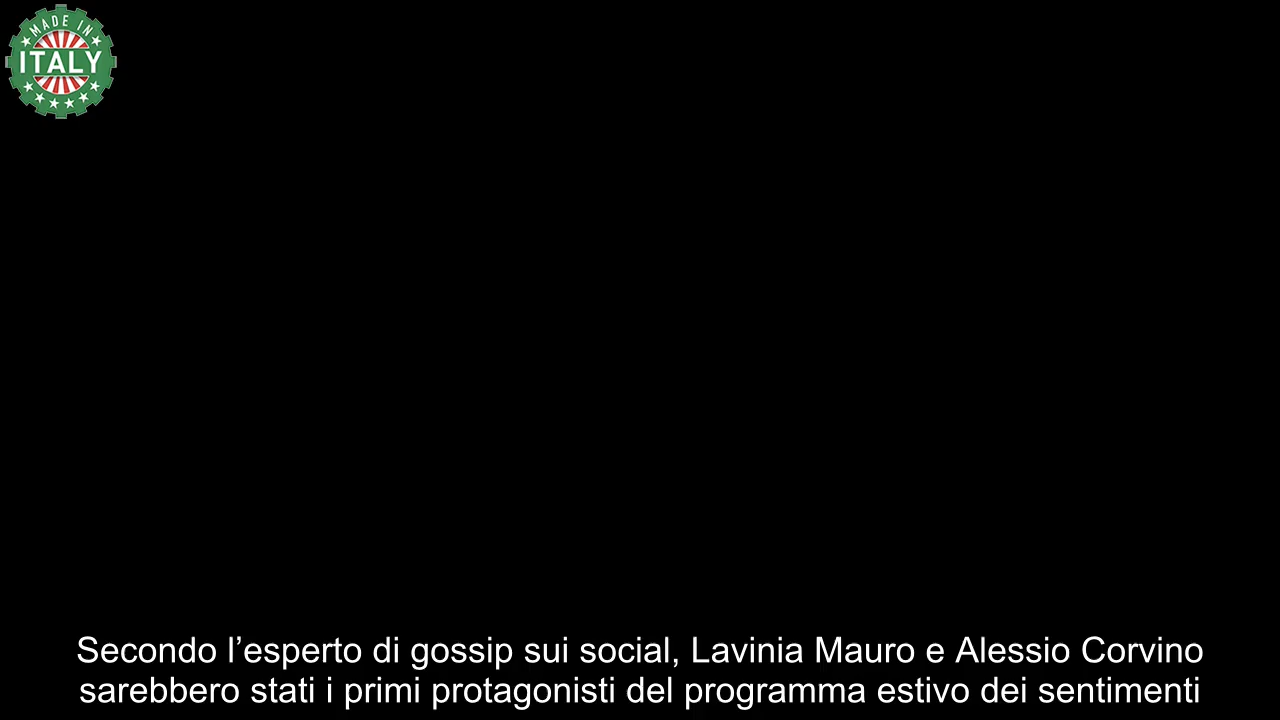 MADE IN
ITALY
Secondo l’esperto di gossip sui social, Lavinia Mauro e Alessio Corvino
sarebbero stati i primi protagonisti del programma estivo dei sentimenti